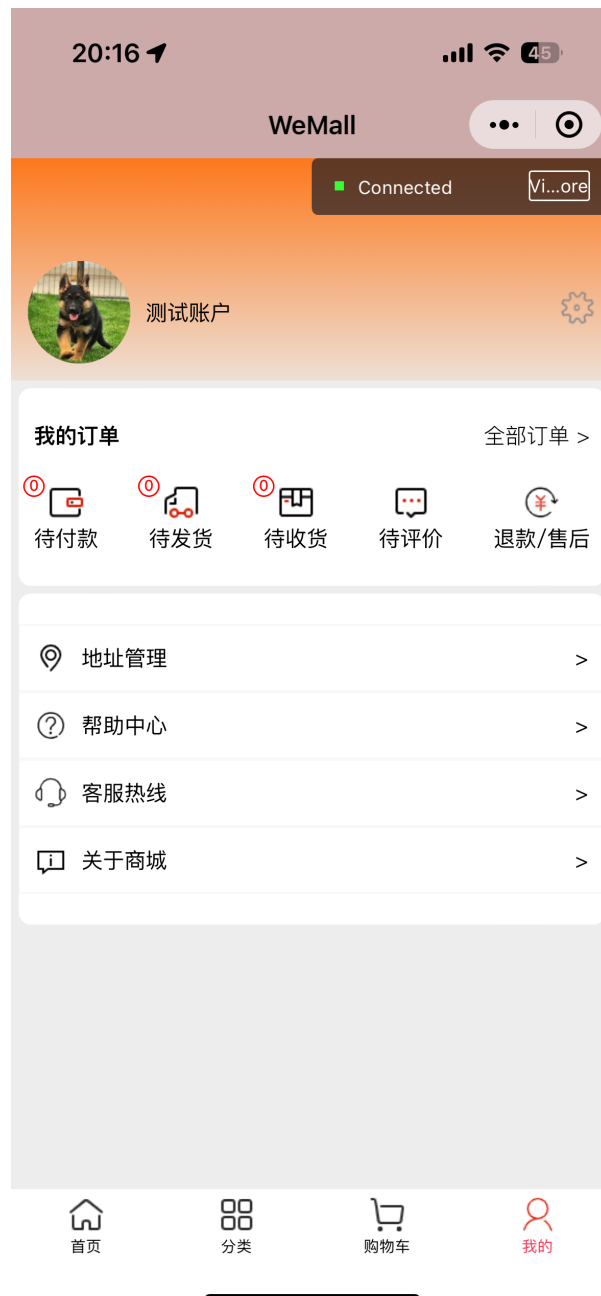 20:16
45
WeMall
Connected
Vi...ore
测试账户
我的订单
全部订单 >
0
0
0
待付款
待发货
待收货
待评价
退款/售后
地址管理 >
帮助中心 >
客服热线 >
关于商城 >
首页
分类
购物车
我的